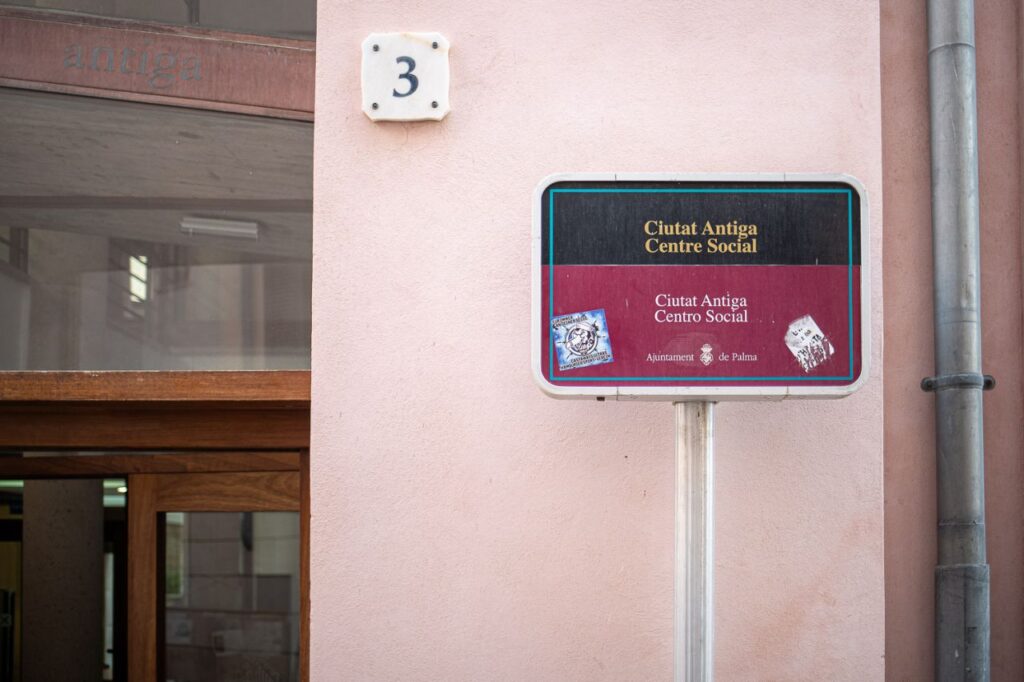 antiga
3
Ciutat Antiga
Centre Social
Ciutat Antiga
Centro Social
Ajuntament de Palma